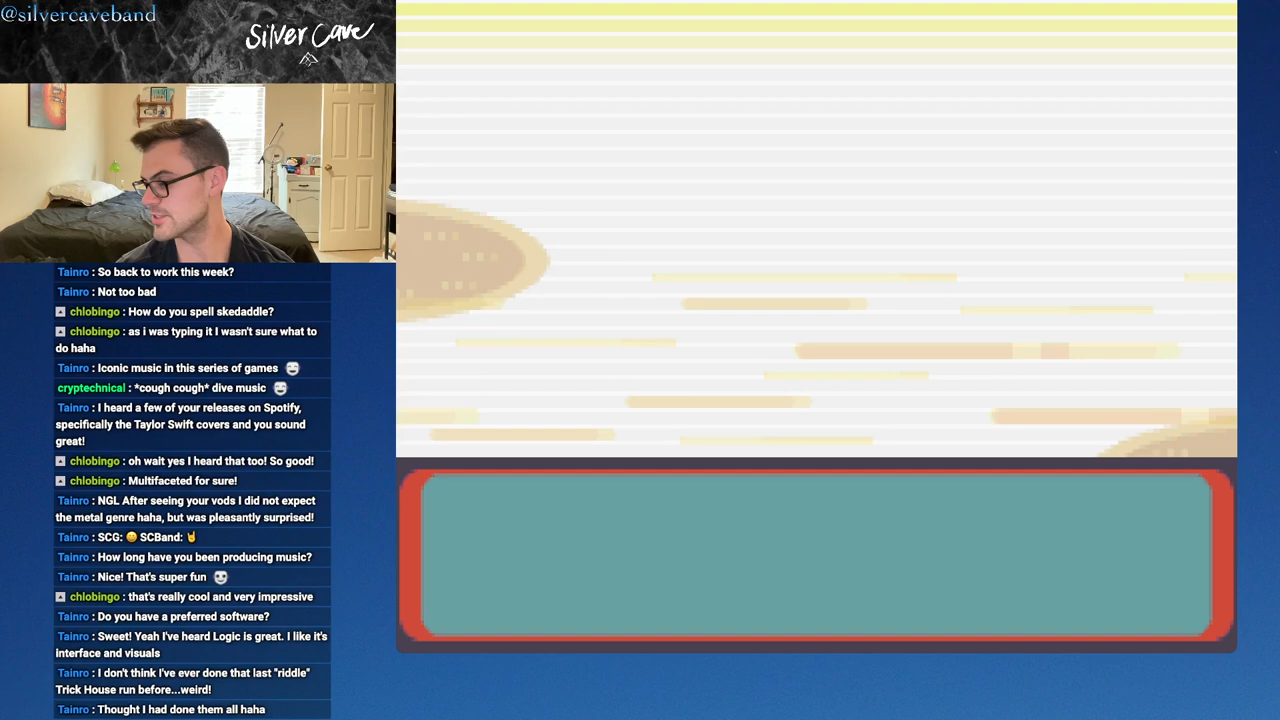 @silvercaveband
Silver Cave
Tainro : So back to work this week?
Tainro : Not too bad
chlobingo : How do you spell skedaddle?
chlobingo : as i was typing it I wasn't sure what to
do haha
Tainro : Iconic music in this series of games
cryptechnical : *cough cough* dive music
Tainro : I heard a few of your releases on Spotify,
specifically the Taylor Swift covers and you sound
great!
chlobingo : oh wait yes I heard that too! So good!
chlobingo : Multifaceted for sure!
Tainro : NGL After seeing your vods I did not expect
the metal genre haha, but was pleasantly surprised!
Tainro : SCG: 😀 SCBand: 🤘
Tainro : How long have you been producing music?
Tainro : Nice! That's super fun
chlobingo : that's really cool and very impressive
Tainro : Do you have a preferred software?
Tainro : Sweet! Yeah I've heard Logic is great. I like it's
interface and visuals
Tainro : I don't think I've ever done that last "riddle"
Trick House run before...weird!
Tainro : Thought I had done them all haha